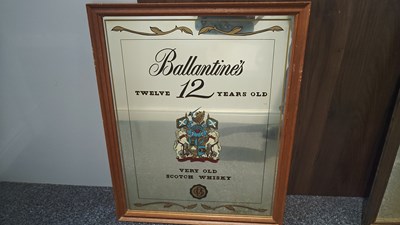 Ballantine's
TWELVE 12 YEARS OLD
VERY OLD
SCOTCH WHISKY